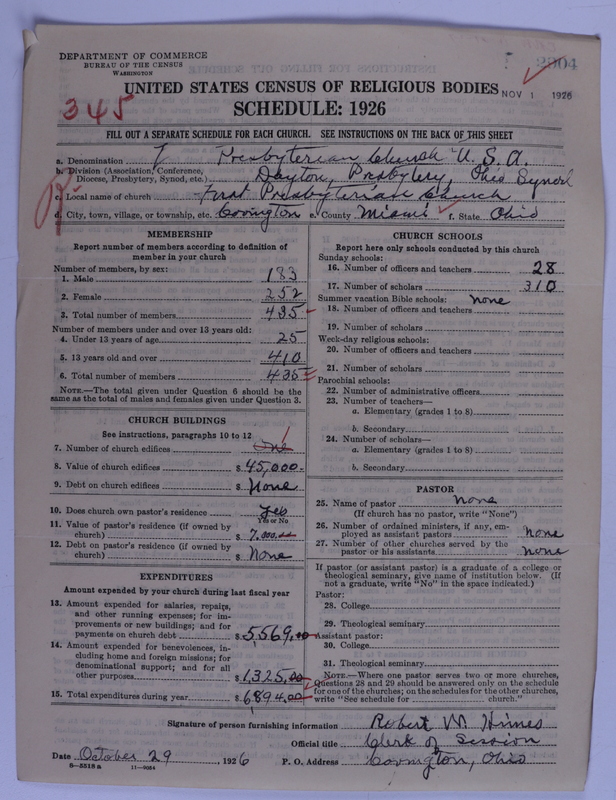 2904
DEPARTMENT OF COMMERCE
BUREAU OF THE CENSUS
WASHINGTON
UNITED STATES CENSUS OF RELIGIOUS BODIES
NOV 1 1926
345
SCHEDULE: 1926
FILL OUT A SEPARATE SCHEDULE FOR EACH CHURCH. SEE INSTRUCTIONS ON THE BACK OF THIS SHEET
a. Denomination Presbyterian Church U. S. A.
b. Division (Association, Conference, Diocese, Presbytery, Synod, etc.) Dayton, Presbytery, Ohio Synod
c. Local name of church First Presbyterian Church
d. City, town, village, or township, etc. Covington e. County Miami f. State Ohio
MEMBERSHIP
Report number of members according to definition of
member in your church
Number of members by sex:
1. Male 183
2. Female 252
3. Total number of members 435
Number of members under and over 13 years old:
4. Under 13 years of age 25
5. 13 years old and over 410
6. Total number of members 435
NOTE.—The total given under Question 6 should be
same as the total of males and females given under Question 3.
CHURCH BUILDINGS
See instructions, paragraphs 10 to 12
7. Number of church edifices One 1
8. Value of church edifices $ 45,000.
9. Debt on church edifices $ None
10. Does church own pastor's residence yes
Yes or No
11. Value of pastor's residence (if owned by
church) $ 7,000.00
12. Debt on pastor's residence (if owned by
church) $ None
EXPENDITURES
Amount expended by your church during last fiscal year
13. Amount expended for salaries, repairs,
and other running expenses; for im-
provements or new buildings; and for
payments on church debt $ 5,569.00
14. Amount expended for benevolences, in-
cluding home and foreign missions; for
denominational support; and for all
other purposes $ 1,325.00
15. Total expenditures during year $ 6894.00
CHURCH SCHOOLS
Report here only schools conducted by this church
Sunday schools:
16. Number of officers and teachers 28
17. Number of scholars 310
Summer vacation Bible schools: none
18. Number of officers and teachers
19. Number of scholars
Week-day religious schools:
20. Number of officers and teachers
21. Number of scholars
Parochial schools:
22. Number of administrative officers
23. Number of teachers—
a. Elementary (grades 1 to 8)
b. Secondary
24. Number of scholars—
a. Elementary (grades 1 to 8)
b. Secondary
PASTOR
25. Name of pastor none
(If church has no pastor, write "None")
26. Number of ordained ministers, if any, em-
ployed as assistant pastors none
27. Number of other churches served by the
pastor or his assistants none
If pastor (or assistant pastor) is a graduate of a college or
theological seminary, give name of institution below. (If
not a graduate, write "No" in the space indicated.)
Pastor:
28. College
29. Theological seminary
Assistant pastor:
30. College
31. Theological seminary
NOTE.—Where one pastor serves two or more churches,
Questions 28 and 29 should be answered only on the schedule
for one of the churches; on the schedules for the other churches,
write "See schedule for church."
Signature of person furnishing information Robert M Himes
Official title Clerk of Session
Date October 29, 1926 P. O. Address Covington, Ohio
6—5518 a 11—9034